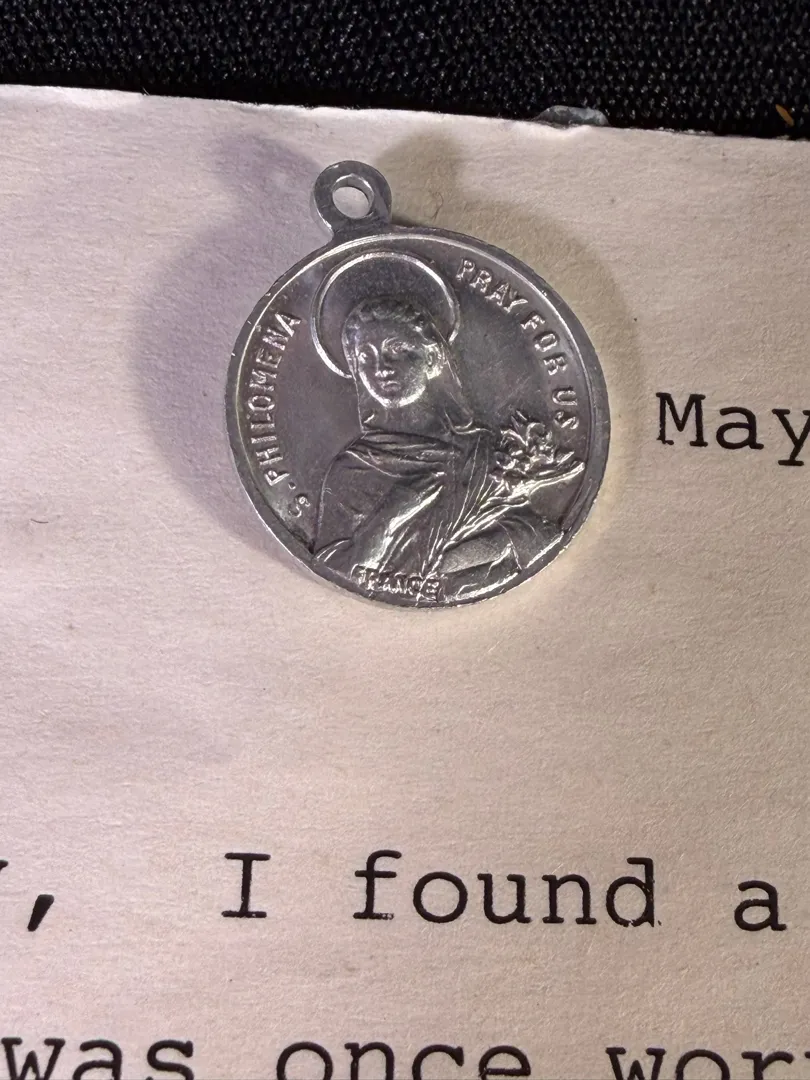 S. PHILOMENA
PRAY FOR US
FRANCE
May
, I found a
was once wor